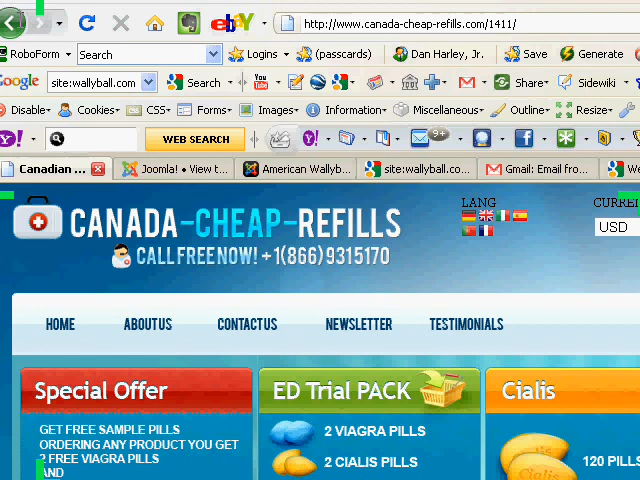 http://www.canada-cheap-refills.com/1411/
RoboForm Search Logins (passcards) Dan Harley, Jr. Save Generate
Google site:wallyball.com Search Share Sidewiki
Disable Cookies CSS Forms Images Information Miscellaneous Outline Resize
WEB SEARCH 9+
Canadian ... Joomla! • View t... American Wallyb... site:wallyball.co... Gmail: Email fro... We
LANG
CURRE
USD
CANADA-CHEAP-REFILLS
CALL FREE NOW! +1(866) 9315170
HOME ABOUT US CONTACT US NEWSLETTER TESTIMONIALS
Special Offer ED Trial PACK Cialis
GET FREE SAMPLE PILLS
ORDERING ANY PRODUCT YOU GET
2 FREE VIAGRA PILLS
AND
2 VIAGRA PILLS
2 CIALIS PILLS
120 PILLS